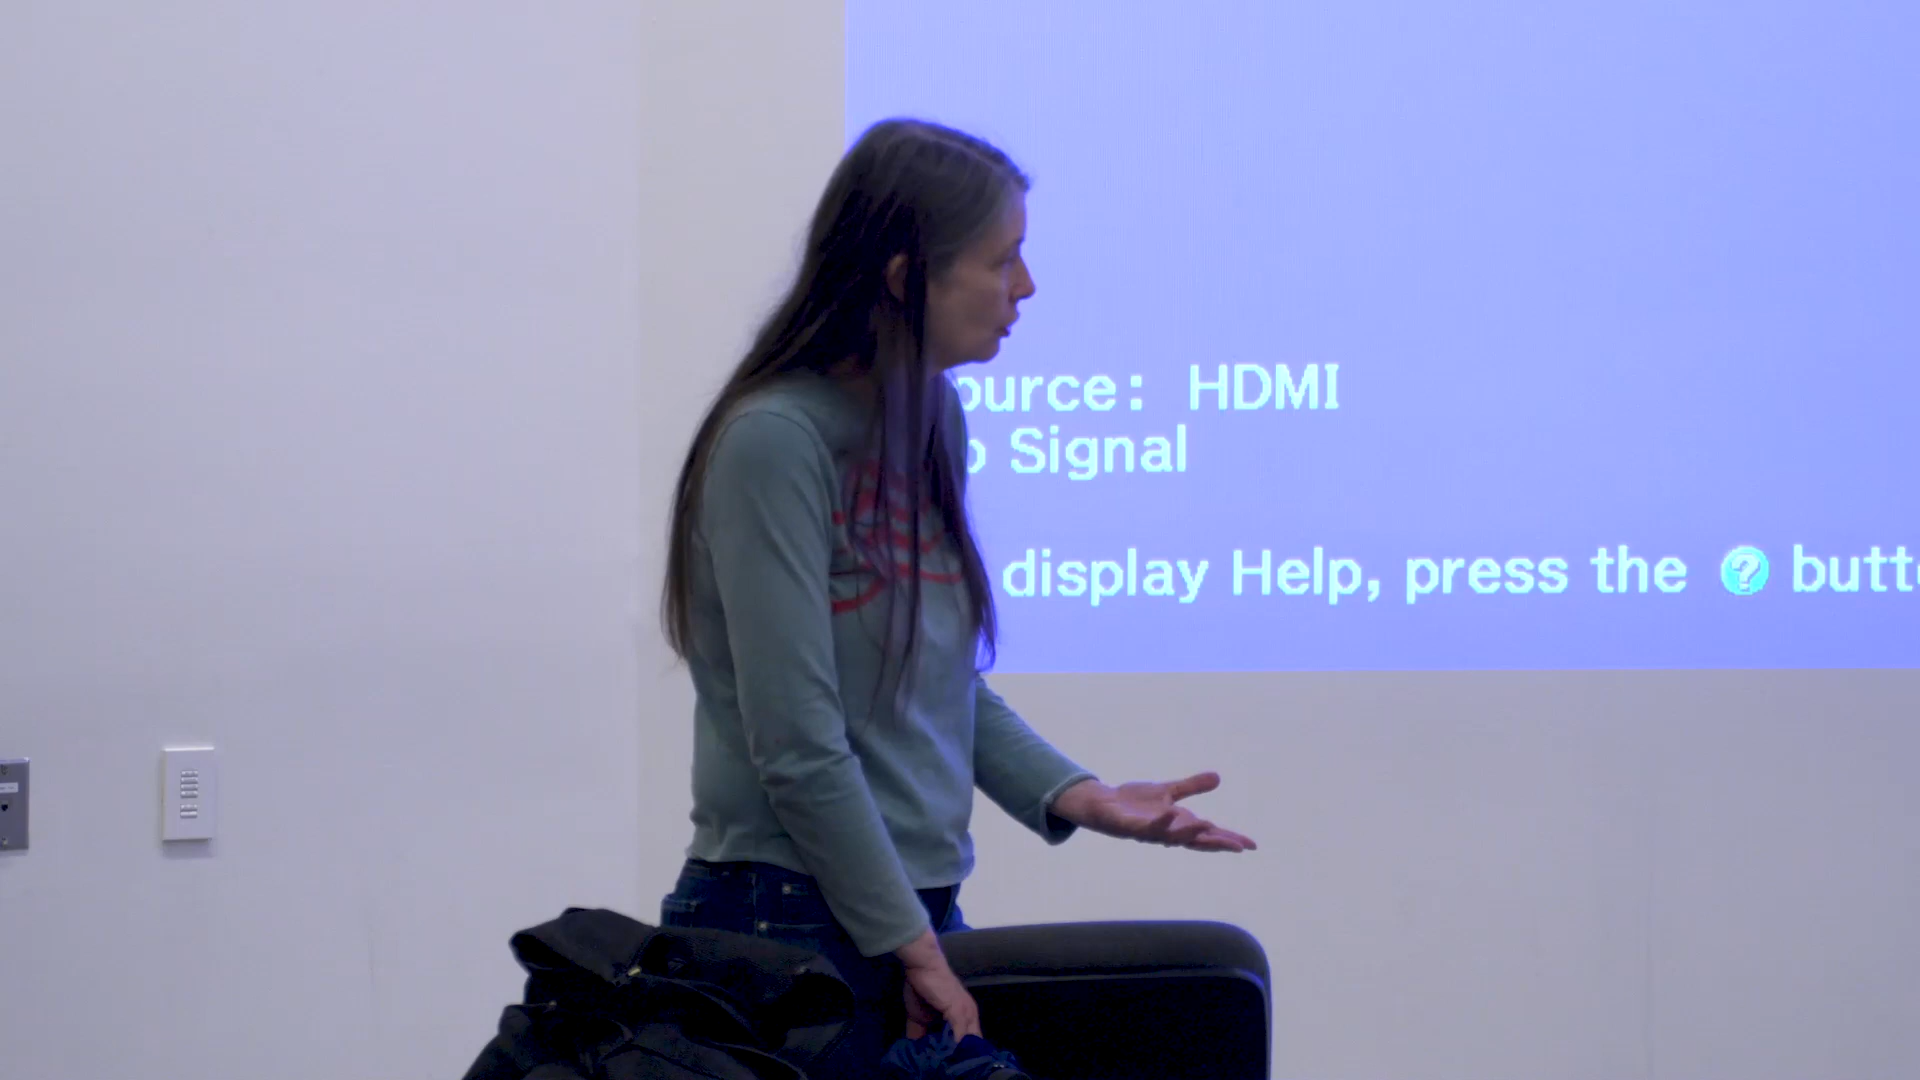 ource: HDMI
o Signal
display Help, press the ? butt